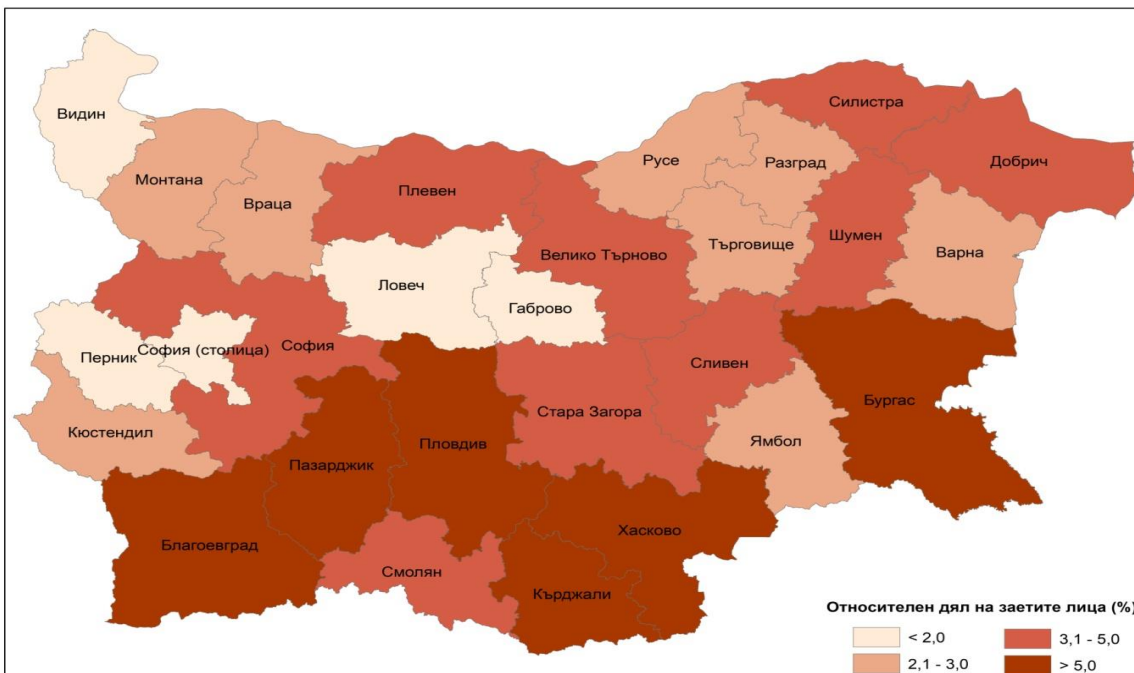 Видин
Монтана
Враца
Плевен
Русе
Разград
Силистра
Добрич
Ловеч
Габрово
Велико Търново
Търговище
Шумен
Варна
Перник
София (столица)
София
Сливен
Кюстендил
Стара Загора
Ямбол
Бургас
Пазарджик
Пловдив
Благоевград
Смолян
Хасково
Кърджали
Относителен дял на заетите лица (%)
< 2,0
3,1 - 5,0
2,1 - 3,0
> 5,0